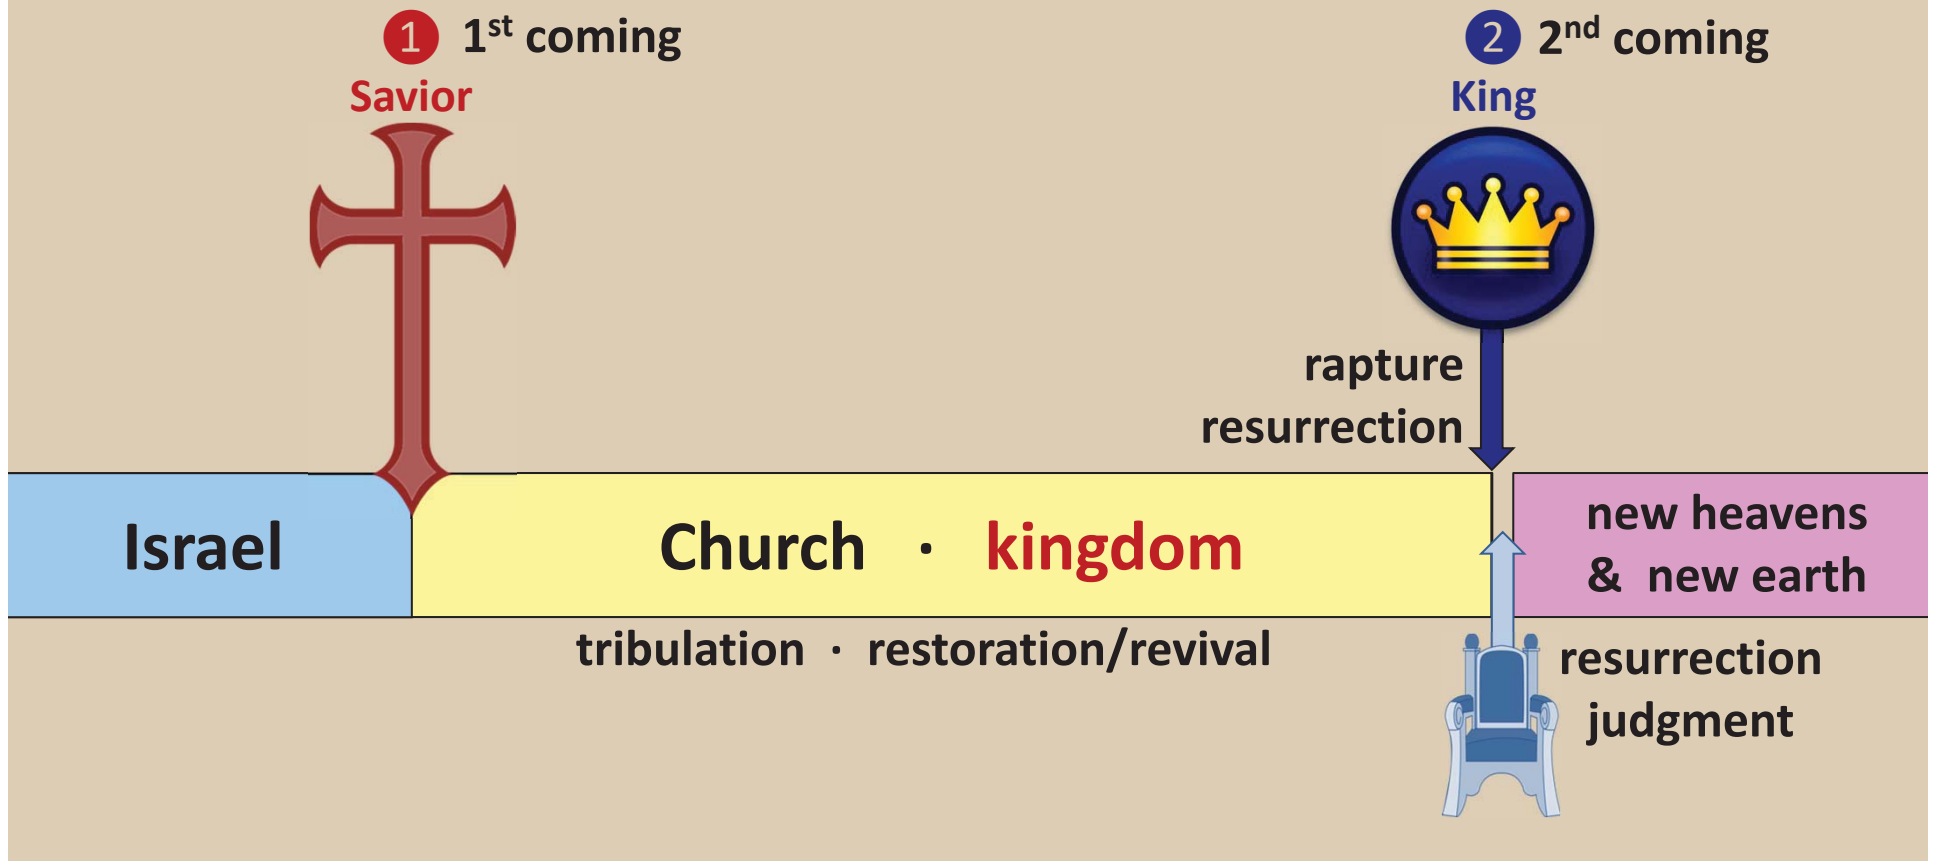 1 1st coming
Savior
2 2nd coming
King
rapture
resurrection
Israel
Church · kingdom
new heavens
& new earth
tribulation · restoration/revival
resurrection
judgment